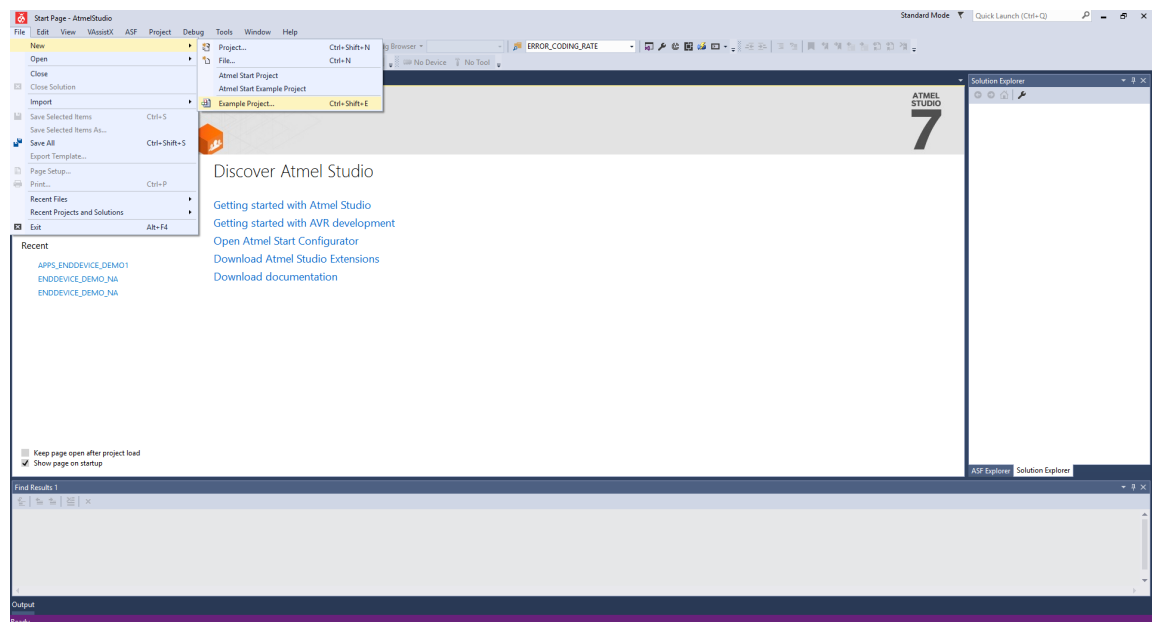 Start Page - AtmelStudio
Standard Mode
Quick Launch (Ctrl+Q)
File Edit View VAssistX ASF Project Debug Tools Window Help
New
Project... Ctrl+Shift+N
Browser
ERROR_CODING_RATE
Open
File... Ctrl+N
No Device No Tool
Close
Atmel Start Project
Close Solution
Atmel Start Example Project
Solution Explorer
Import
Example Project... Ctrl+Shift+E
ATMEL
STUDIO
7
Save Selected Items Ctrl+S
Save Selected Items As...
Save All Ctrl+Shift+S
Export Template...
Page Setup...
Print... Ctrl+P
Recent Files
Recent Projects and Solutions
Exit Alt+F4
Discover Atmel Studio
Getting started with Atmel Studio
Getting started with AVR development
Open Atmel Start Configurator
Download Atmel Studio Extensions
Download documentation
Recent
APPS_ENDDEVICE_DEMO1
ENDDEVICE_DEMO_NA
ENDDEVICE_DEMO_NA
Keep page open after project load
Show page on startup
ASF Explorer Solution Explorer
Find Results 1
Output
Ready